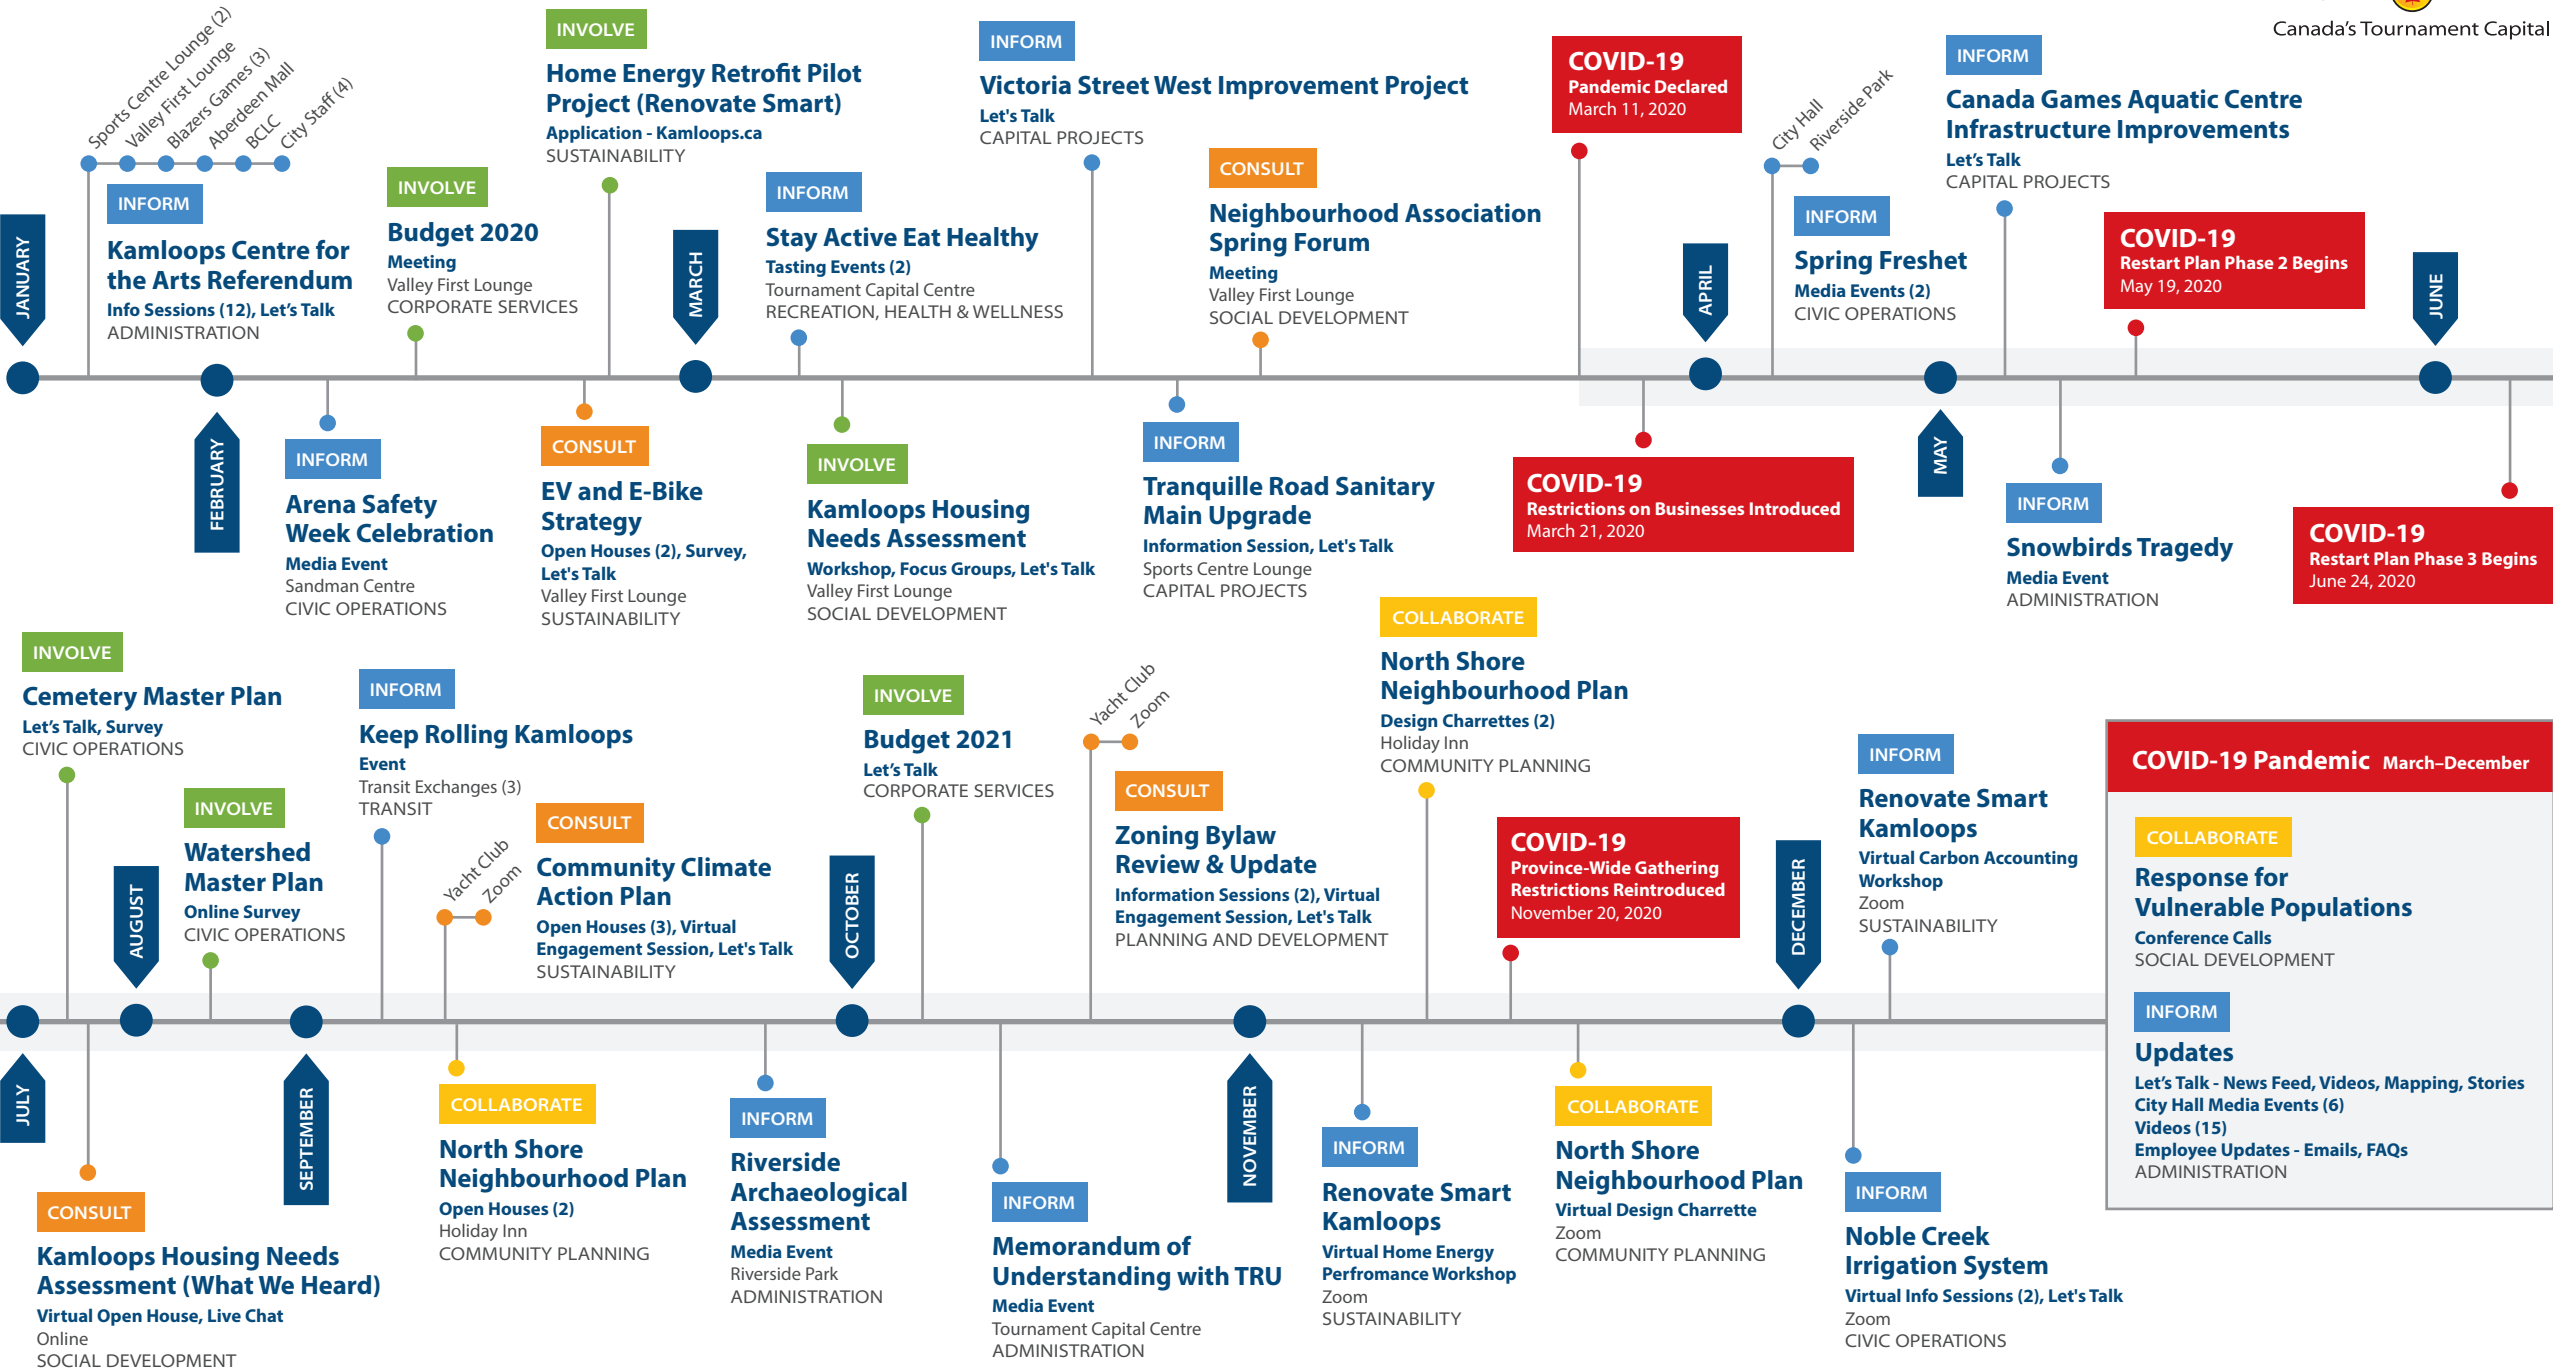 Canada's Tournament Capital
JANUARY
Sports Centre Lounge (2)
Valley First Lounge
Blazers Games (3)
Aberdeen Mall
BCLC
City Staff (4)
INFORM
Kamloops Centre for
the Arts Referendum
Info Sessions (12), Let's Talk
ADMINISTRATION
FEBRUARY
INFORM
Arena Safety
Week Celebration
Media Event
Sandman Centre
CIVIC OPERATIONS
INVOLVE
Budget 2020
Meeting
Valley First Lounge
CORPORATE SERVICES
CONSULT
EV and E-Bike
Strategy
Open Houses (2), Survey,
Let's Talk
Valley First Lounge
SUSTAINABILITY
INVOLVE
Home Energy Retrofit Pilot
Project (Renovate Smart)
Application - Kamloops.ca
SUSTAINABILITY
MARCH
INFORM
Stay Active Eat Healthy
Tasting Events (2)
Tournament Capital Centre
RECREATION, HEALTH & WELLNESS
INVOLVE
Kamloops Housing
Needs Assessment
Workshop, Focus Groups, Let's Talk
Valley First Lounge
SOCIAL DEVELOPMENT
INFORM
Victoria Street West Improvement Project
Let's Talk
CAPITAL PROJECTS
INFORM
Tranquille Road Sanitary
Main Upgrade
Information Session, Let's Talk
Sports Centre Lounge
CAPITAL PROJECTS
CONSULT
Neighbourhood Association
Spring Forum
Meeting
Valley First Lounge
SOCIAL DEVELOPMENT
COVID-19
Pandemic Declared
March 11, 2020
COVID-19
Restrictions on Businesses Introduced
March 21, 2020
APRIL
City Hall
Riverside Park
INFORM
Spring Freshet
Media Events (2)
CIVIC OPERATIONS
MAY
INFORM
Canada Games Aquatic Centre
Infrastructure Improvements
Let's Talk
CAPITAL PROJECTS
INFORM
Snowbirds Tragedy
Media Event
ADMINISTRATION
COVID-19
Restart Plan Phase 2 Begins
May 19, 2020
JUNE
COVID-19
Restart Plan Phase 3 Begins
June 24, 2020
JULY
INVOLVE
Cemetery Master Plan
Let's Talk, Survey
CIVIC OPERATIONS
CONSULT
Kamloops Housing Needs
Assessment (What We Heard)
Virtual Open House, Live Chat
Online
SOCIAL DEVELOPMENT
AUGUST
INVOLVE
Watershed
Master Plan
Online Survey
CIVIC OPERATIONS
SEPTEMBER
INFORM
Keep Rolling Kamloops
Event
Transit Exchanges (3)
TRANSIT
Yacht Club
Zoom
CONSULT
Community Climate
Action Plan
Open Houses (3), Virtual
Engagement Session, Let's Talk
SUSTAINABILITY
COLLABORATE
North Shore
Neighbourhood Plan
Open Houses (2)
Holiday Inn
COMMUNITY PLANNING
INFORM
Riverside
Archaeological
Assessment
Media Event
Riverside Park
ADMINISTRATION
OCTOBER
INVOLVE
Budget 2021
Let's Talk
CORPORATE SERVICES
INFORM
Memorandum of
Understanding with TRU
Media Event
Tournament Capital Centre
ADMINISTRATION
Yacht Club
Zoom
CONSULT
Zoning Bylaw
Review & Update
Information Sessions (2), Virtual
Engagement Session, Let's Talk
PLANNING AND DEVELOPMENT
NOVEMBER
INFORM
Renovate Smart
Kamloops
Virtual Home Energy
Perfromance Workshop
Zoom
SUSTAINABILITY
COLLABORATE
North Shore
Neighbourhood Plan
Design Charrettes (2)
Holiday Inn
COMMUNITY PLANNING
COVID-19
Province-Wide Gathering
Restrictions Reintroduced
November 20, 2020
COLLABORATE
North Shore
Neighbourhood Plan
Virtual Design Charrette
Zoom
COMMUNITY PLANNING
DECEMBER
INFORM
Noble Creek
Irrigation System
Virtual Info Sessions (2), Let's Talk
Zoom
CIVIC OPERATIONS
INFORM
Renovate Smart
Kamloops
Virtual Carbon Accounting
Workshop
Zoom
SUSTAINABILITY
COVID-19 Pandemic March–December
COLLABORATE
Response for
Vulnerable Populations
Conference Calls
SOCIAL DEVELOPMENT
INFORM
Updates
Let's Talk - News Feed, Videos, Mapping, Stories
City Hall Media Events (6)
Videos (15)
Employee Updates - Emails, FAQs
ADMINISTRATION